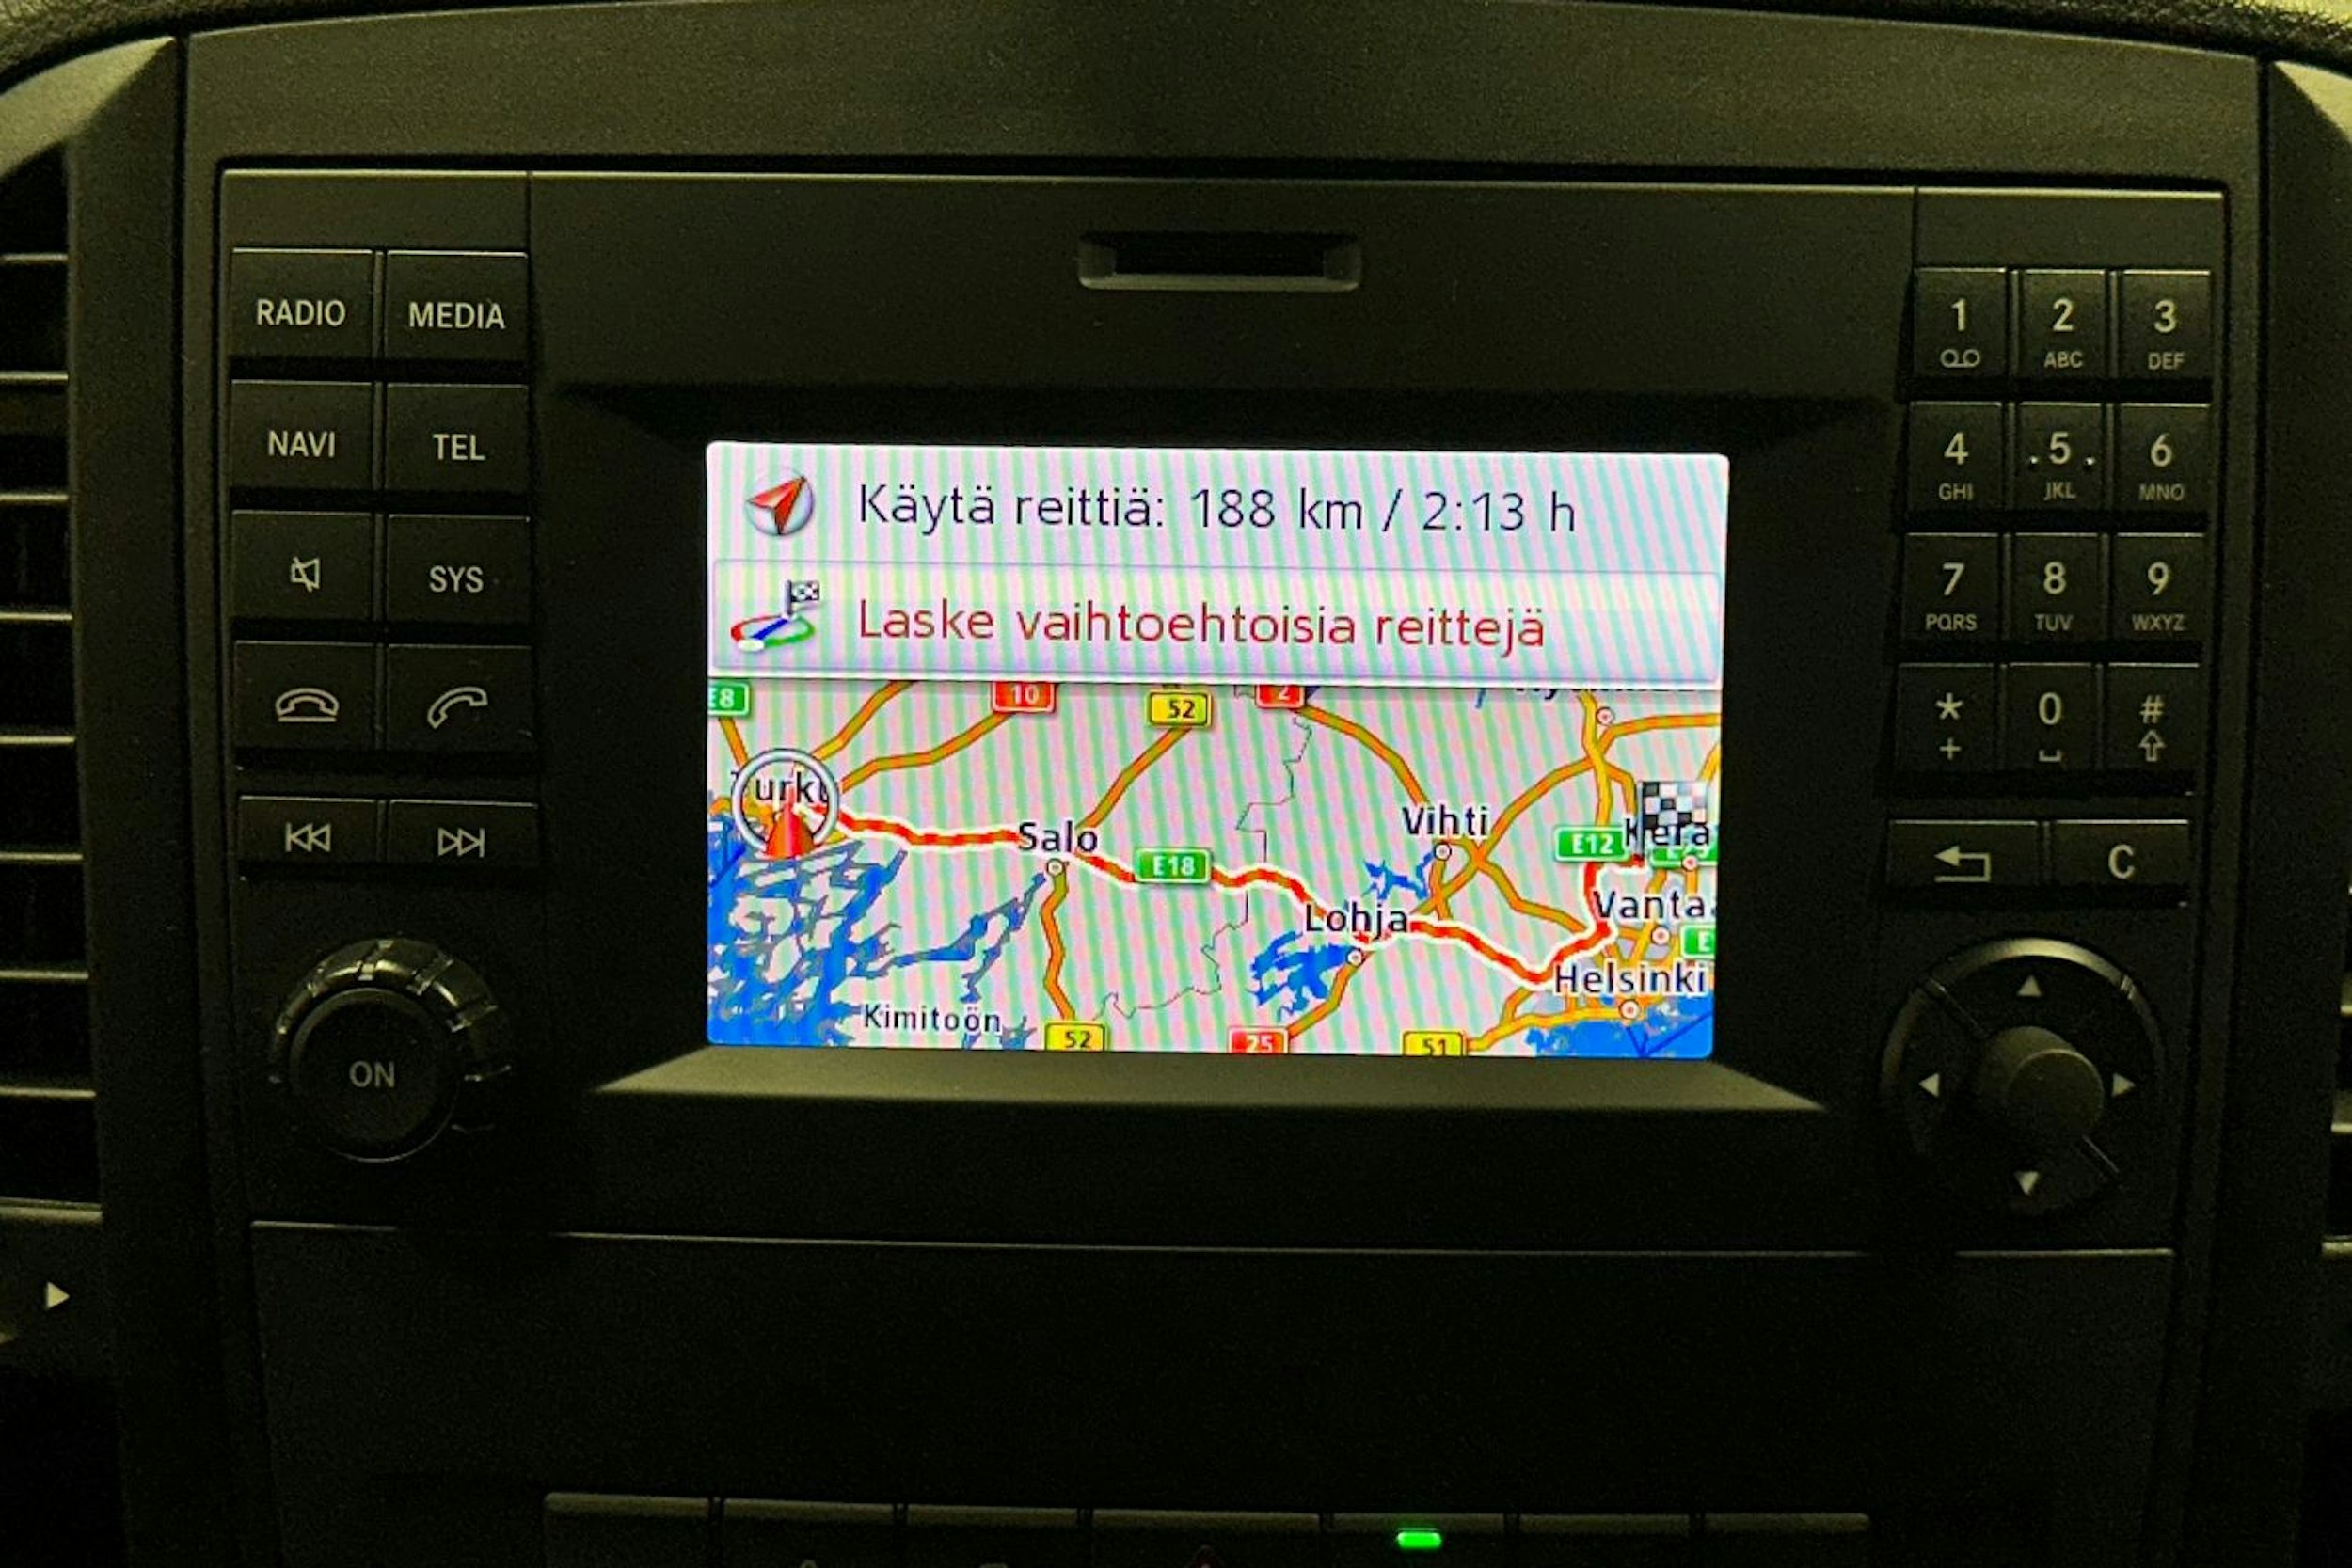 RADIO MEDIA
NAVI TEL
SYS
ON
Käytä reittiä: 188 km / 2:13 h
Laske vaihtoehtoisia reittejä
E8 10 52 2
Salo
E18
Vihti
E12
Lohja
Helsinki
Kimitoön
52 25 51
1 2 3
ABC DEF
4 5 6
GHI JKL MNO
7 8 9
PQRS TUV WXYZ
* 0 #
+
C